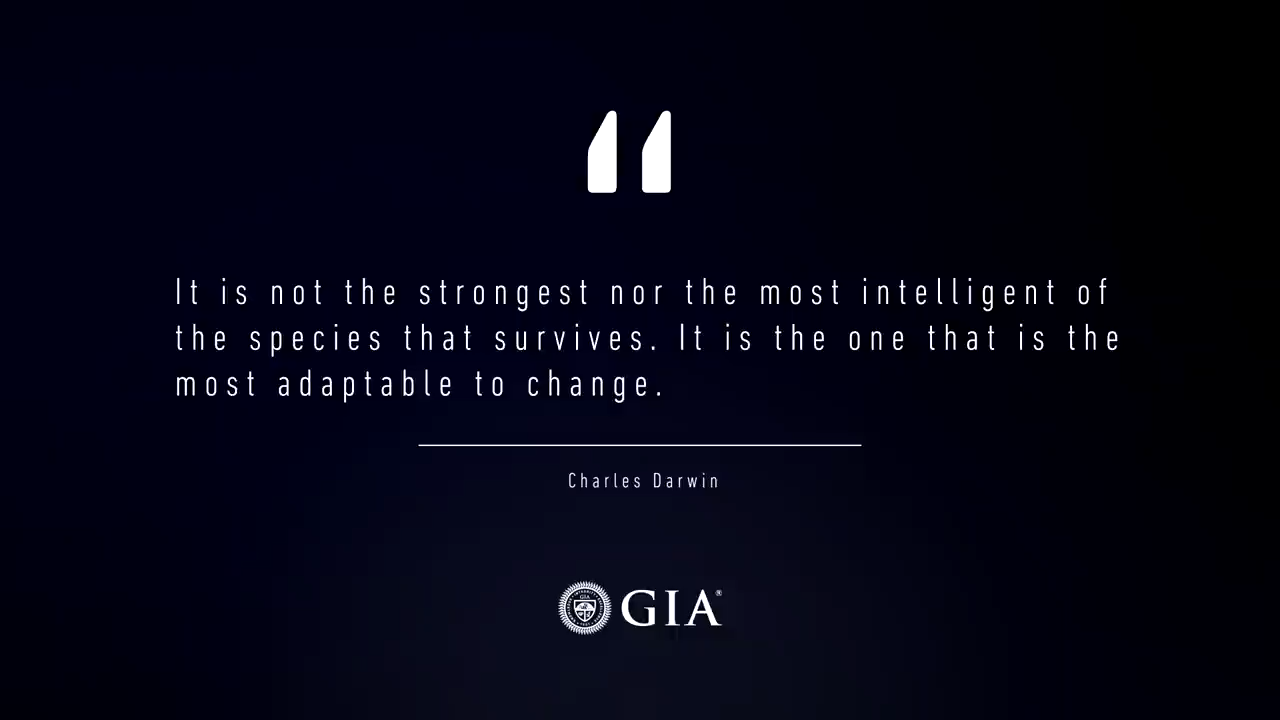 "
It is not the strongest nor the most intelligent of
the species that survives. It is the one that is the
most adaptable to change.
Charles Darwin
GIA®